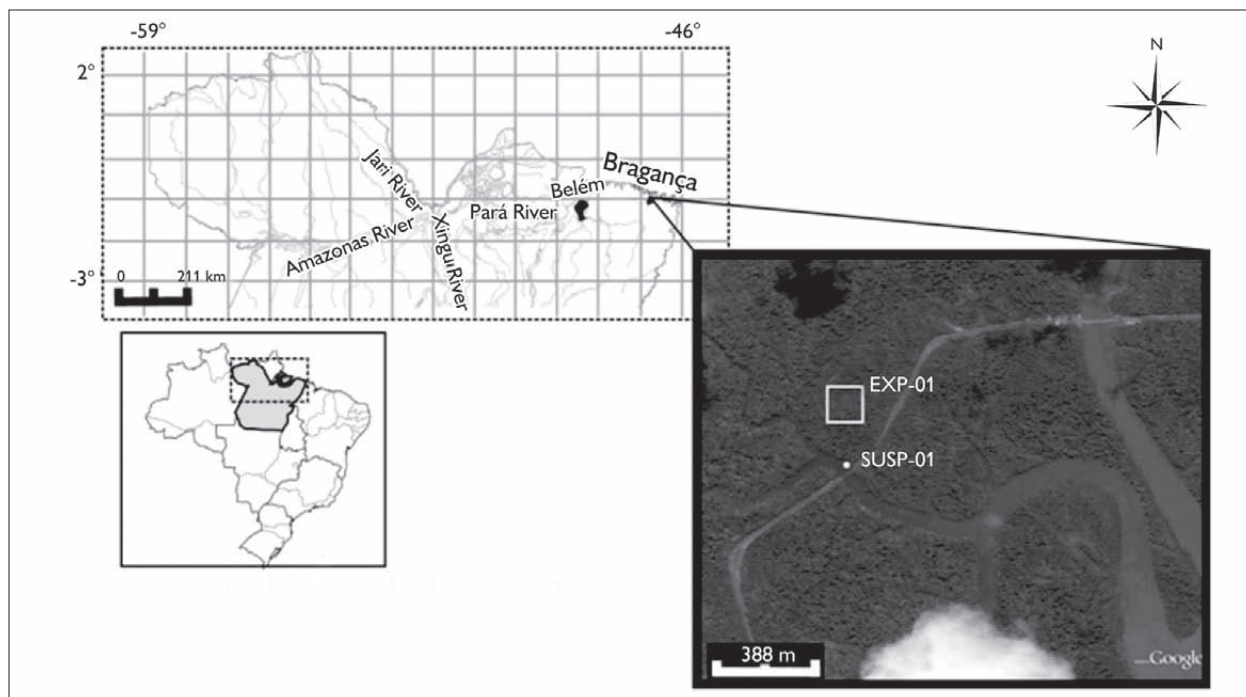 -59°
-46°
N
2°
Bragança
Jari River
Belém
Pará River
Amazonas River
Xingu River
0
211 km
-3°
EXP-01
SUSP-01
388 m
Google